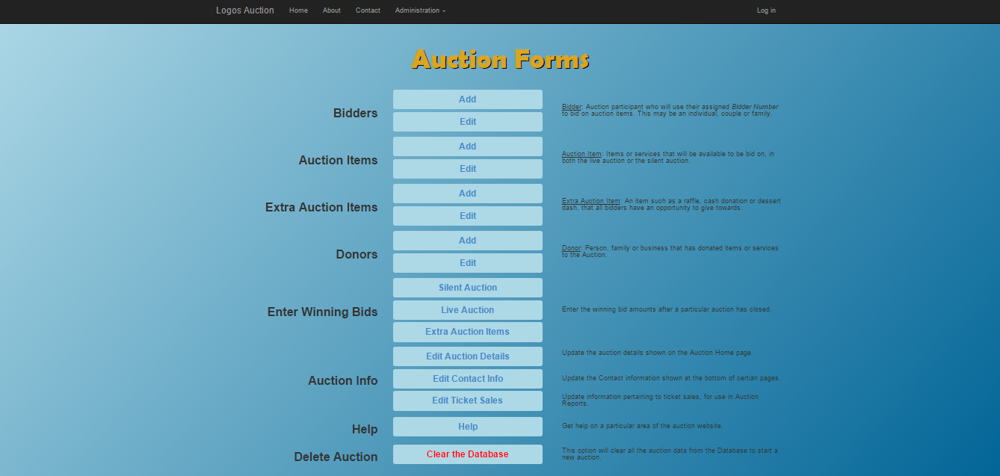 Logos Auction Home About Contact Administration Log in
Auction Forms
Bidders
Add
Edit
Bidder: Auction participant who will use their assigned Bidder Number
to bid on auction items. This may be an individual, couple or family.
Auction Items
Add
Edit
Auction Item: Items or services that will be available to be bid on, in
both the live auction or the silent auction.
Extra Auction Items
Add
Edit
Extra Auction Item: An item such as a raffle, cash donation or dessert
dash, that all bidders have an opportunity to give towards.
Donors
Add
Edit
Donor: Person, family or business that has donated items or services
to the Auction.
Enter Winning Bids
Silent Auction
Live Auction
Extra Auction Items
Enter the winning bid amounts after a particular auction has closed.
Auction Info
Edit Auction Details
Update the auction details shown on the Auction Home page.
Edit Contact Info
Update the Contact information shown at the bottom of certian pages.
Edit Ticket Sales
Update information pertaining to ticket sales, for use in Auction
Reports.
Help
Help
Get help on a particular area of the auction website.
Delete Auction
Clear the Database
This option will clear all the auction data from the Database to start a
new auction.